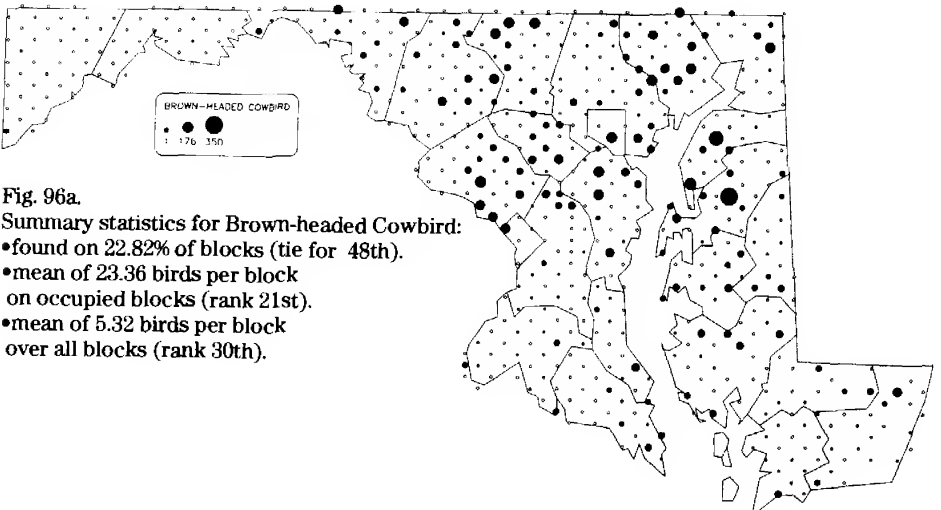 BROWN-HEADED COWBIRD
1 176 350
Fig. 96a.
Summary statistics for Brown-headed Cowbird:
•found on 22.82% of blocks (tie for 48th).
•mean of 23.36 birds per block
on occupied blocks (rank 21st).
•mean of 5.32 birds per block
over all blocks (rank 30th).